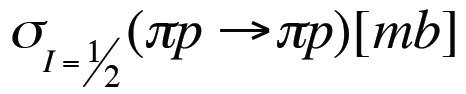 σ_{I=1/2}(πp → πp)[mb]